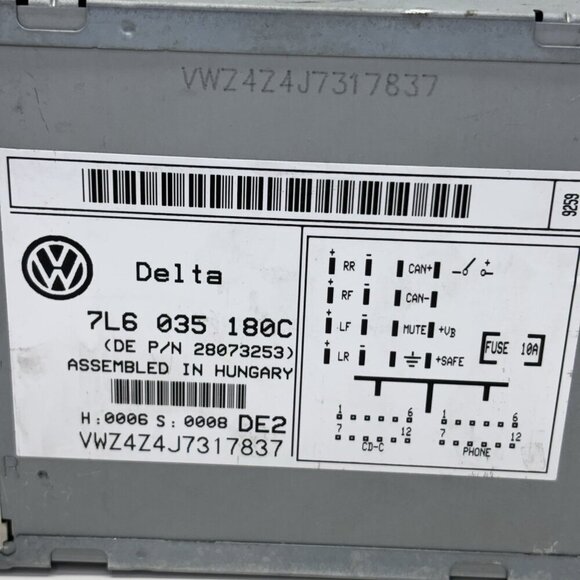 VWZ4Z4J7317837
9259
VW
Delta
7L6 035 180C
(DE P/N 28073253)
ASSEMBLED IN HUNGARY
H:0006 S:0008 DE2
VWZ4Z4J7317837
+ RR - CAN+ +
+ RF - CAN-
+ LF - MUTE +UB
+ LR - +SAFE
FUSE 10A
1 6
7 12
CD-C
1 6
7 12
PHONE